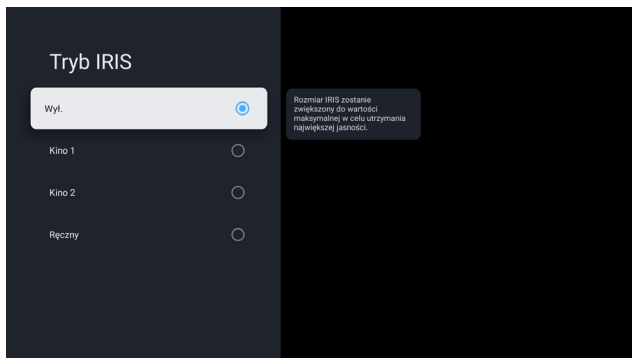 Tryb IRIS
Wył.
Rozmiar IRIS zostanie
zwiększony do wartości
maksymalnej w celu utrzymania
największej jasności.
Kino 1
Kino 2
Ręczny